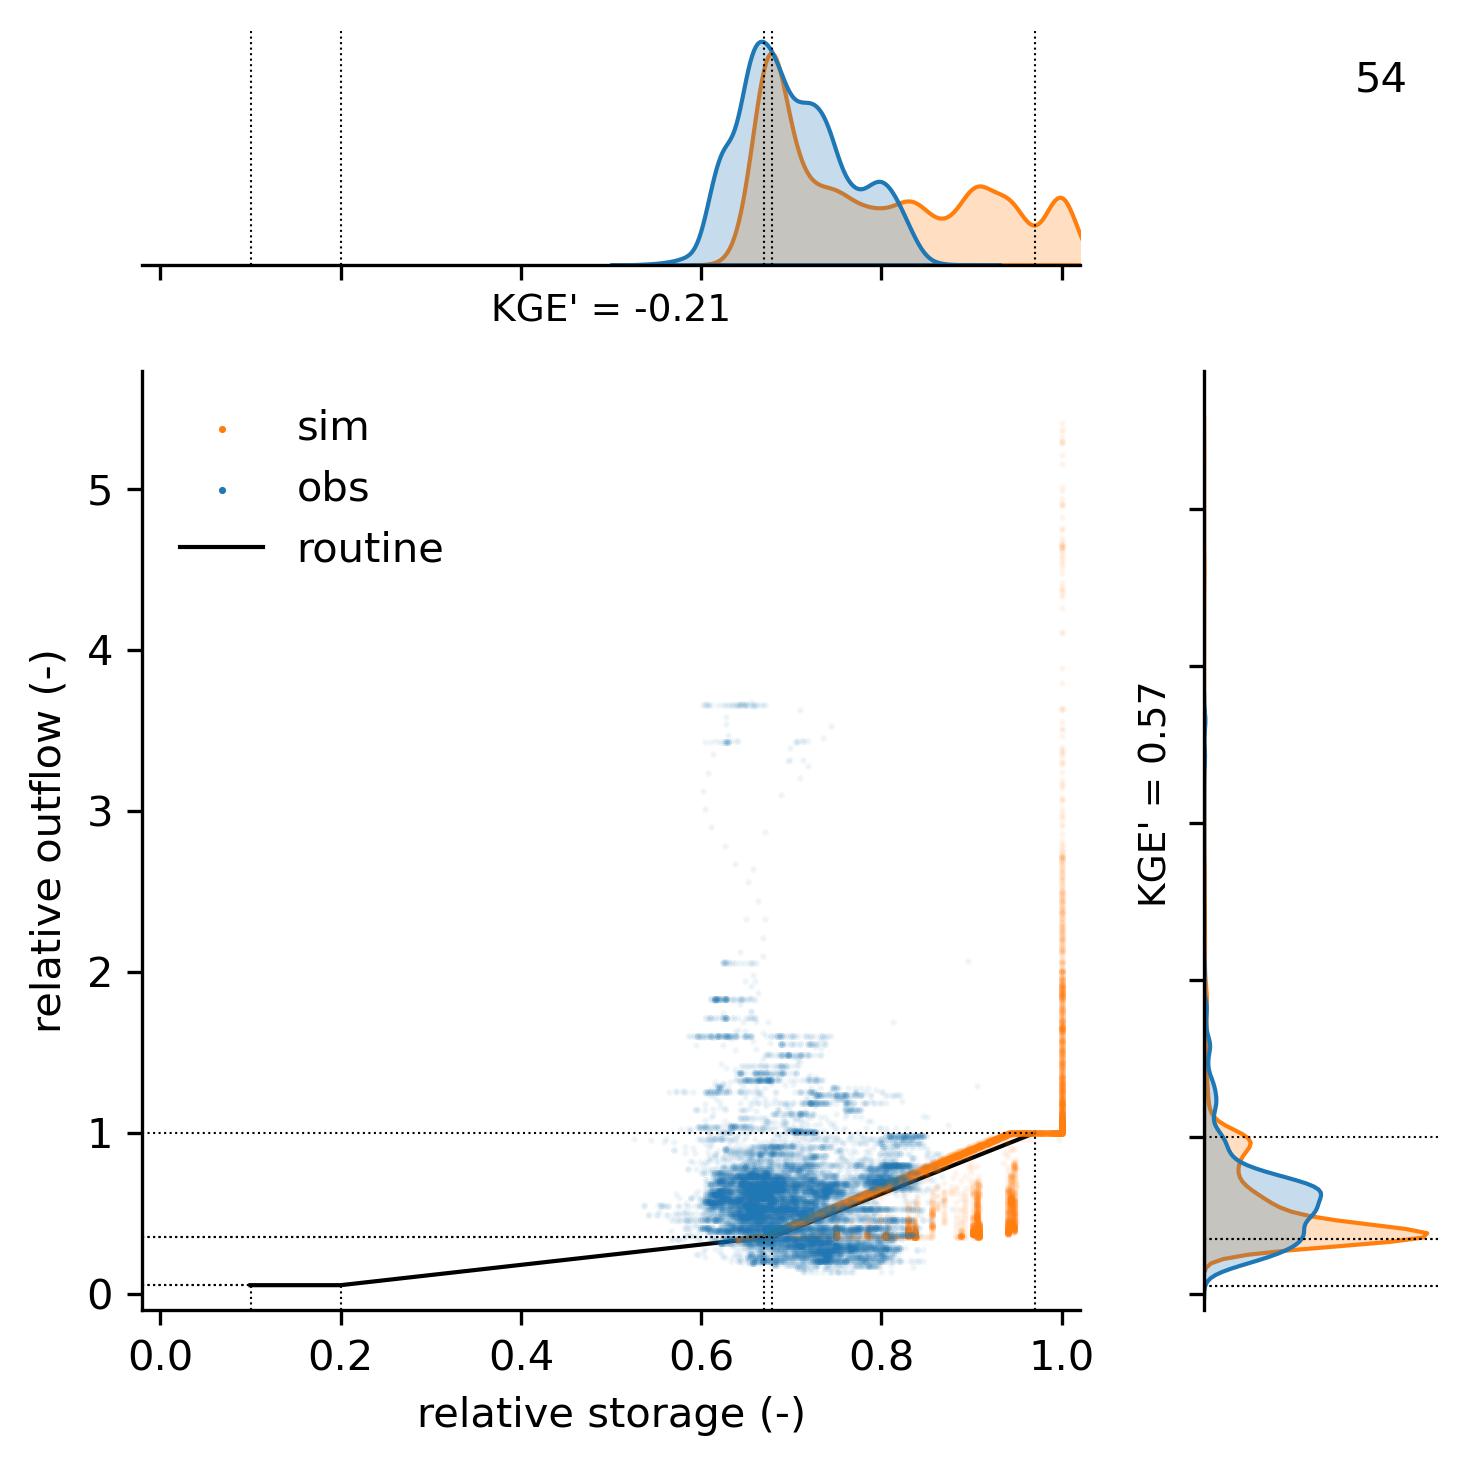 54
KGE' = -0.21
sim
obs
routine
5
4
3
2
1
0
relative outflow (-)
KGE' = 0.57
0.0 0.2 0.4 0.6 0.8 1.0
relative storage (-)